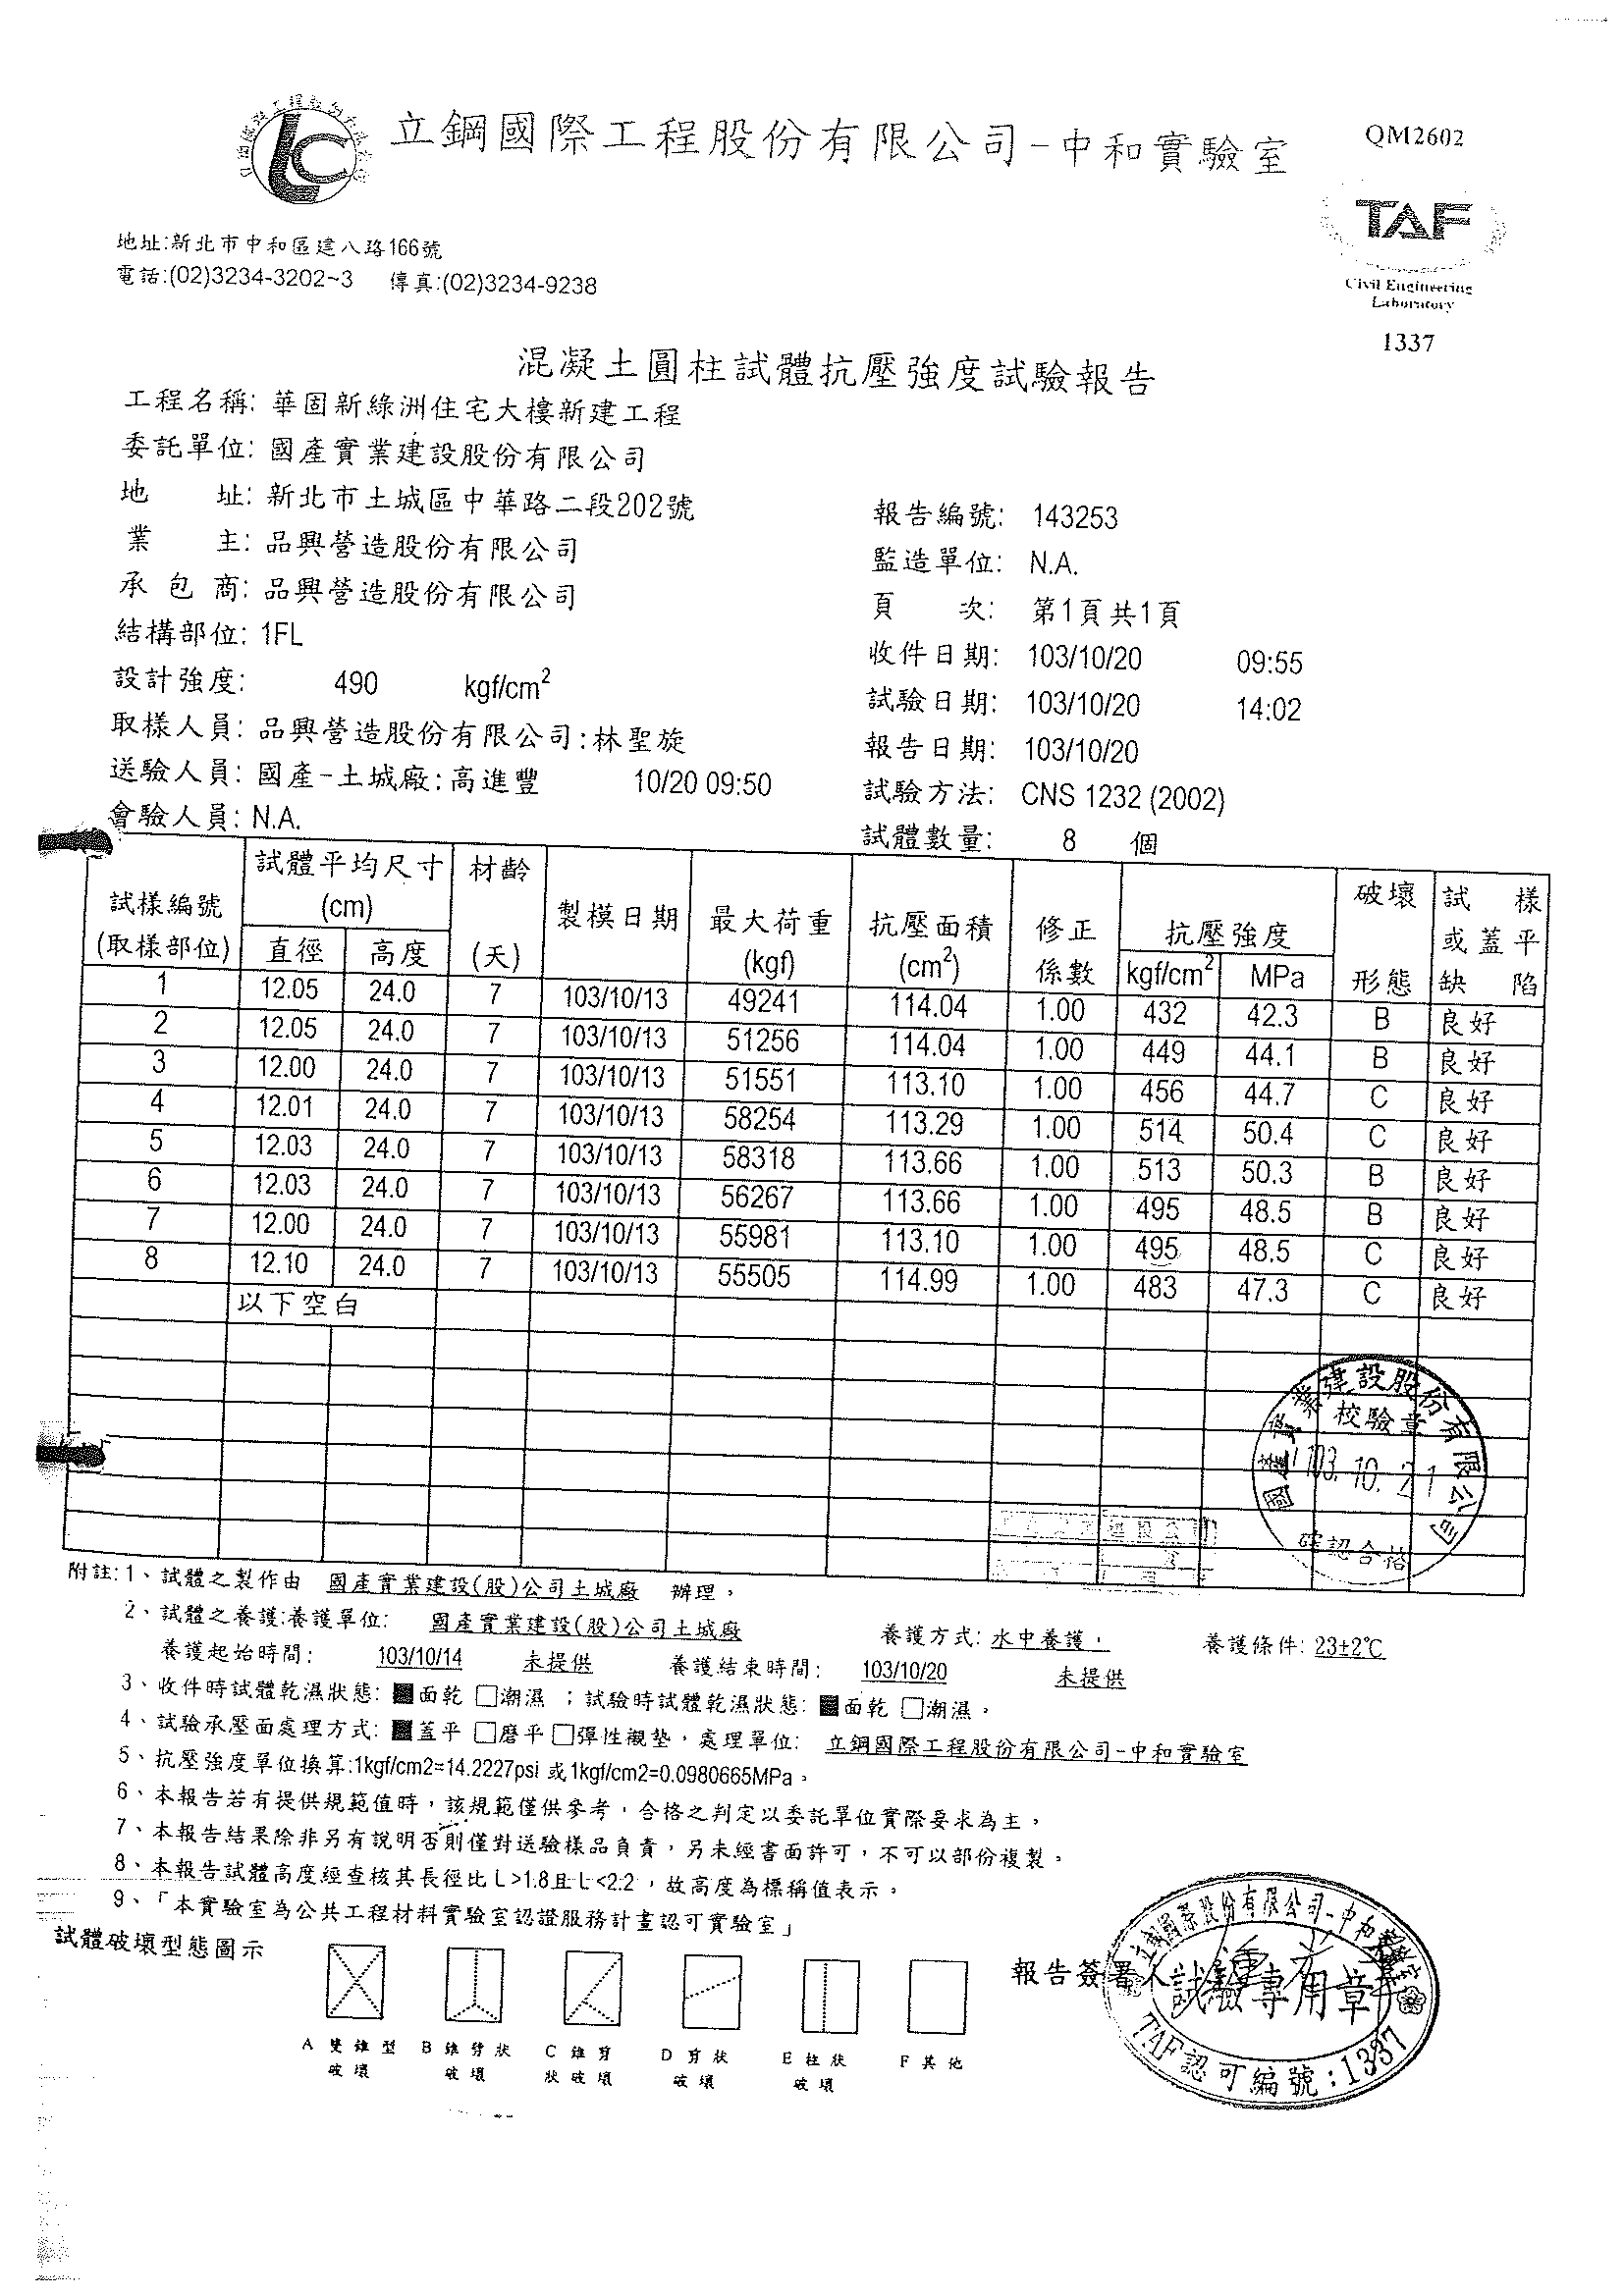 立鋼國際工程股份有限公司-中和實驗室
QM2602
TAF
Civil Engineering
Laboratory
1337
地址:新北市中和區建八路166號
電話:(02)3234-3202~3 傳真:(02)3234-9238
混凝土圓柱試體抗壓強度試驗報告
工程名稱: 華固新綠洲住宅大樓新建工程
委託單位: 國產實業建設股份有限公司
地 址: 新北市土城區中華路二段202號
業 主: 品興營造股份有限公司
承 包 商: 品興營造股份有限公司
結構部位: 1FL
設計強度: 490 kgf/cm²
取樣人員: 品興營造股份有限公司:林聖旋
送驗人員: 國產-土城廠:高進豐 10/20 09:50
會驗人員: N.A.
報告編號: 143253
監造單位: N.A.
頁 次: 第1頁共1頁
收件日期: 103/10/20 09:55
試驗日期: 103/10/20 14:02
報告日期: 103/10/20
試驗方法: CNS 1232 (2002)
試體數量: 8 個
試樣編號 (取樣部位) 試體平均尺寸 (cm) 直徑 高度 材齡 (天) 製模日期 最大荷重 (kgf) 抗壓面積 (cm²) 修正係數 抗壓強度 kgf/cm² MPa 破壞形態 試樣或蓋平缺陷
1 12.05 24.0 7 103/10/13 49241 114.04 1.00 432 42.3 B 良好
2 12.05 24.0 7 103/10/13 51256 114.04 1.00 449 44.1 B 良好
3 12.00 24.0 7 103/10/13 51551 113.10 1.00 456 44.7 C 良好
4 12.01 24.0 7 103/10/13 58254 113.29 1.00 514 50.4 C 良好
5 12.03 24.0 7 103/10/13 58318 113.66 1.00 513 50.3 B 良好
6 12.03 24.0 7 103/10/13 56267 113.66 1.00 495 48.5 B 良好
7 12.00 24.0 7 103/10/13 55981 113.10 1.00 495 48.5 C 良好
8 12.10 24.0 7 103/10/13 55505 114.99 1.00 483 47.3 C 良好
以下空白
國產實業建設股份有限公司
校驗章
103.10.21
確認合格
附註:1、試體之製作由 國產實業建設(股)公司土城廠 辦理，
2、試體之養護:養護單位: 國產實業建設(股)公司土城廠 養護方式: 水中養護， 養護條件: 23±2℃
養護起始時間: 103/10/14 未提供 養護結束時間: 103/10/20 未提供
3、收件時試體乾濕狀態: ■面乾 □潮濕 ；試驗時試體乾濕狀態: ■面乾 □潮濕。
4、試驗承壓面處理方式: ■蓋平 □磨平 □彈性襯墊，處理單位: 立鋼國際工程股份有限公司-中和實驗室
5、抗壓強度單位換算:1kgf/cm2=14.2227psi 或1kgf/cm2=0.0980665MPa。
6、本報告若有提供規範值時，該規範僅供參考，合格之判定以委託單位實際要求為主，
7、本報告結果除非另有說明否則僅對送驗樣品負責，另未經書面許可，不可以部份複製。
8、本報告試體高度經查核其長徑比 L>1.8且 L<2.2，故高度為標稱值表示。
9、「本實驗室為公共工程材料實驗室認證服務計畫認可實驗室」
試體破壞型態圖示
A 雙錐型破壞
B 錐劈狀破壞
C 錐剪狀破壞
D 剪狀破壞
E 柱狀破壞
F 其他
報告簽署人
立鋼國際股份有限公司-中和實驗室
試驗專用章
TAF認可編號:1337